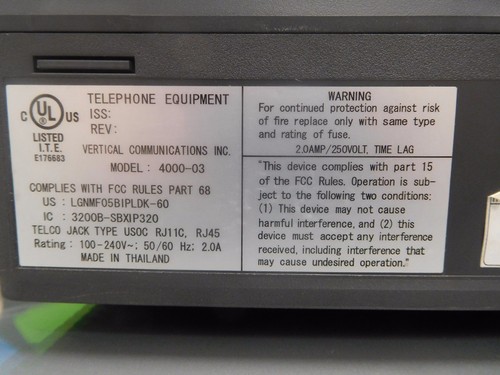 TELEPHONE EQUIPMENT
ISS:
REV:
C UL US
LISTED
I.T.E.
E176683
VERTICAL COMMUNICATIONS INC.
MODEL: 4000-03
COMPLIES WITH FCC RULES PART 68
US : LGNMF05BIPLDK-60
IC : 3200B-SBXIP320
TELCO JACK TYPE USOC RJ11C, RJ45
Rating: 100-240V~; 50/60 Hz; 2.0A
MADE IN THAILAND
WARNING
For continued protection against risk
of fire replace only with same type
and rating of fuse.
2.0AMP/250VOLT, TIME LAG
"This device complies with part 15
of the FCC Rules. Operation is sub-
ject to the following two conditions:
(1) This device may not cause
harmful interference, and (2) this
device must accept any interference
received, including interference that
may cause undesired operation."